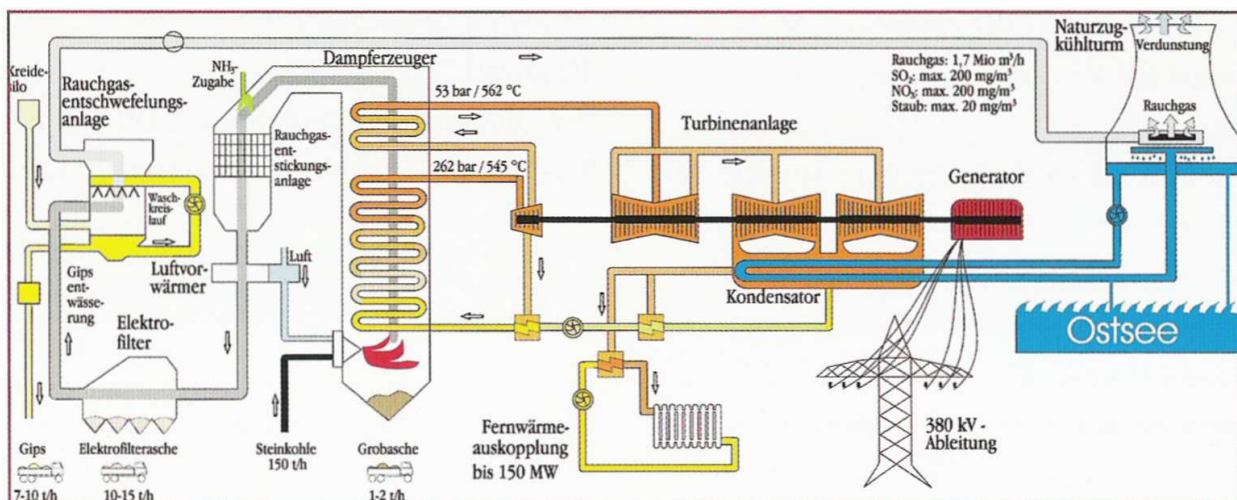 Kreide-
silo
Rauchgas-
entschwefelungs-
anlage
NH₃-
Zugabe
Dampferzeuger
53 bar / 562 °C
262 bar / 545 °C
Rauchgas-
ent-
stickungs-
anlage
Wasch-
kreis-
lauf
Gips
ent-
wässe-
rung
Luftvor-
wärmer
Luft
Elektro-
filter
Turbinenanlage
Generator
Kondensator
Rauchgas: 1,7 Mio m³/h
SO₂: max. 200 mg/m³
NOₓ: max. 200 mg/m³
Staub: max. 20 mg/m³
Naturzug-
kühlturm
Verdunstung
Rauchgas
Ostsee
Gips
7-10 t/h
Elektrofilterasche
10-15 t/h
Steinkohle
150 t/h
Grobasche
1-2 t/h
Fernwärme-
auskopplung
bis 150 MW
380 kV -
Ableitung